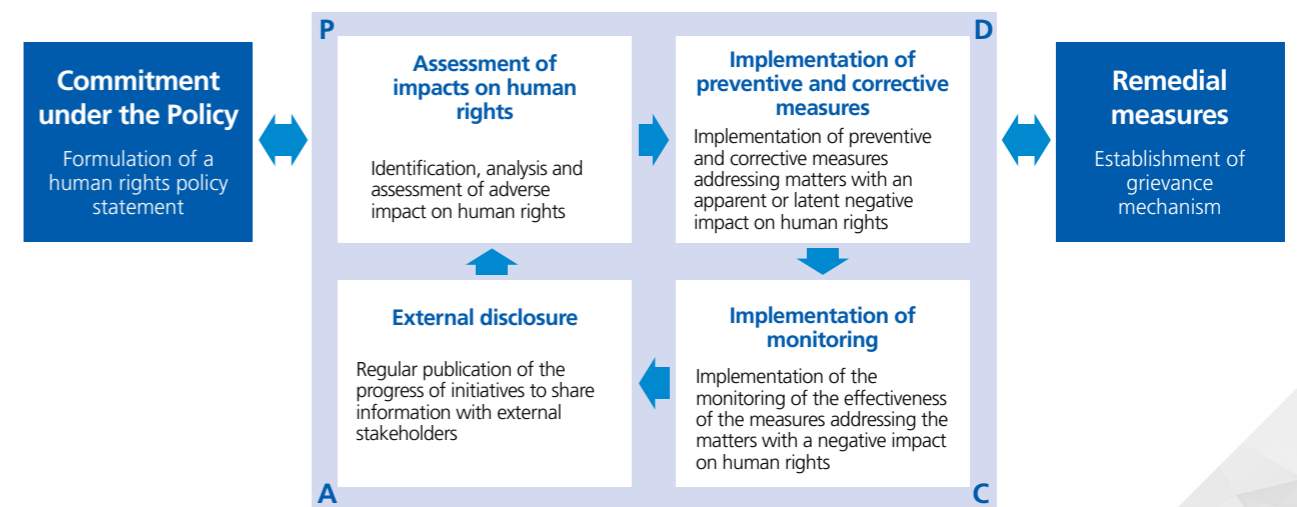 Commitment
under the Policy
Formulation of a
human rights policy
statement
P
Assessment of
impacts on human
rights
Identification, analysis and
assessment of adverse
impact on human rights
D
Implementation of
preventive and corrective
measures
Implementation of preventive
and corrective measures
addressing matters with an
apparent or latent negative
impact on human rights
Remedial
measures
Establishment of
grievance
mechanism
External disclosure
Regular publication of the
progress of initiatives to share
information with external
stakeholders
A
Implementation of
monitoring
Implementation of the
monitoring of the effectiveness
of the measures addressing the
matters with a negative impact
on human rights
C